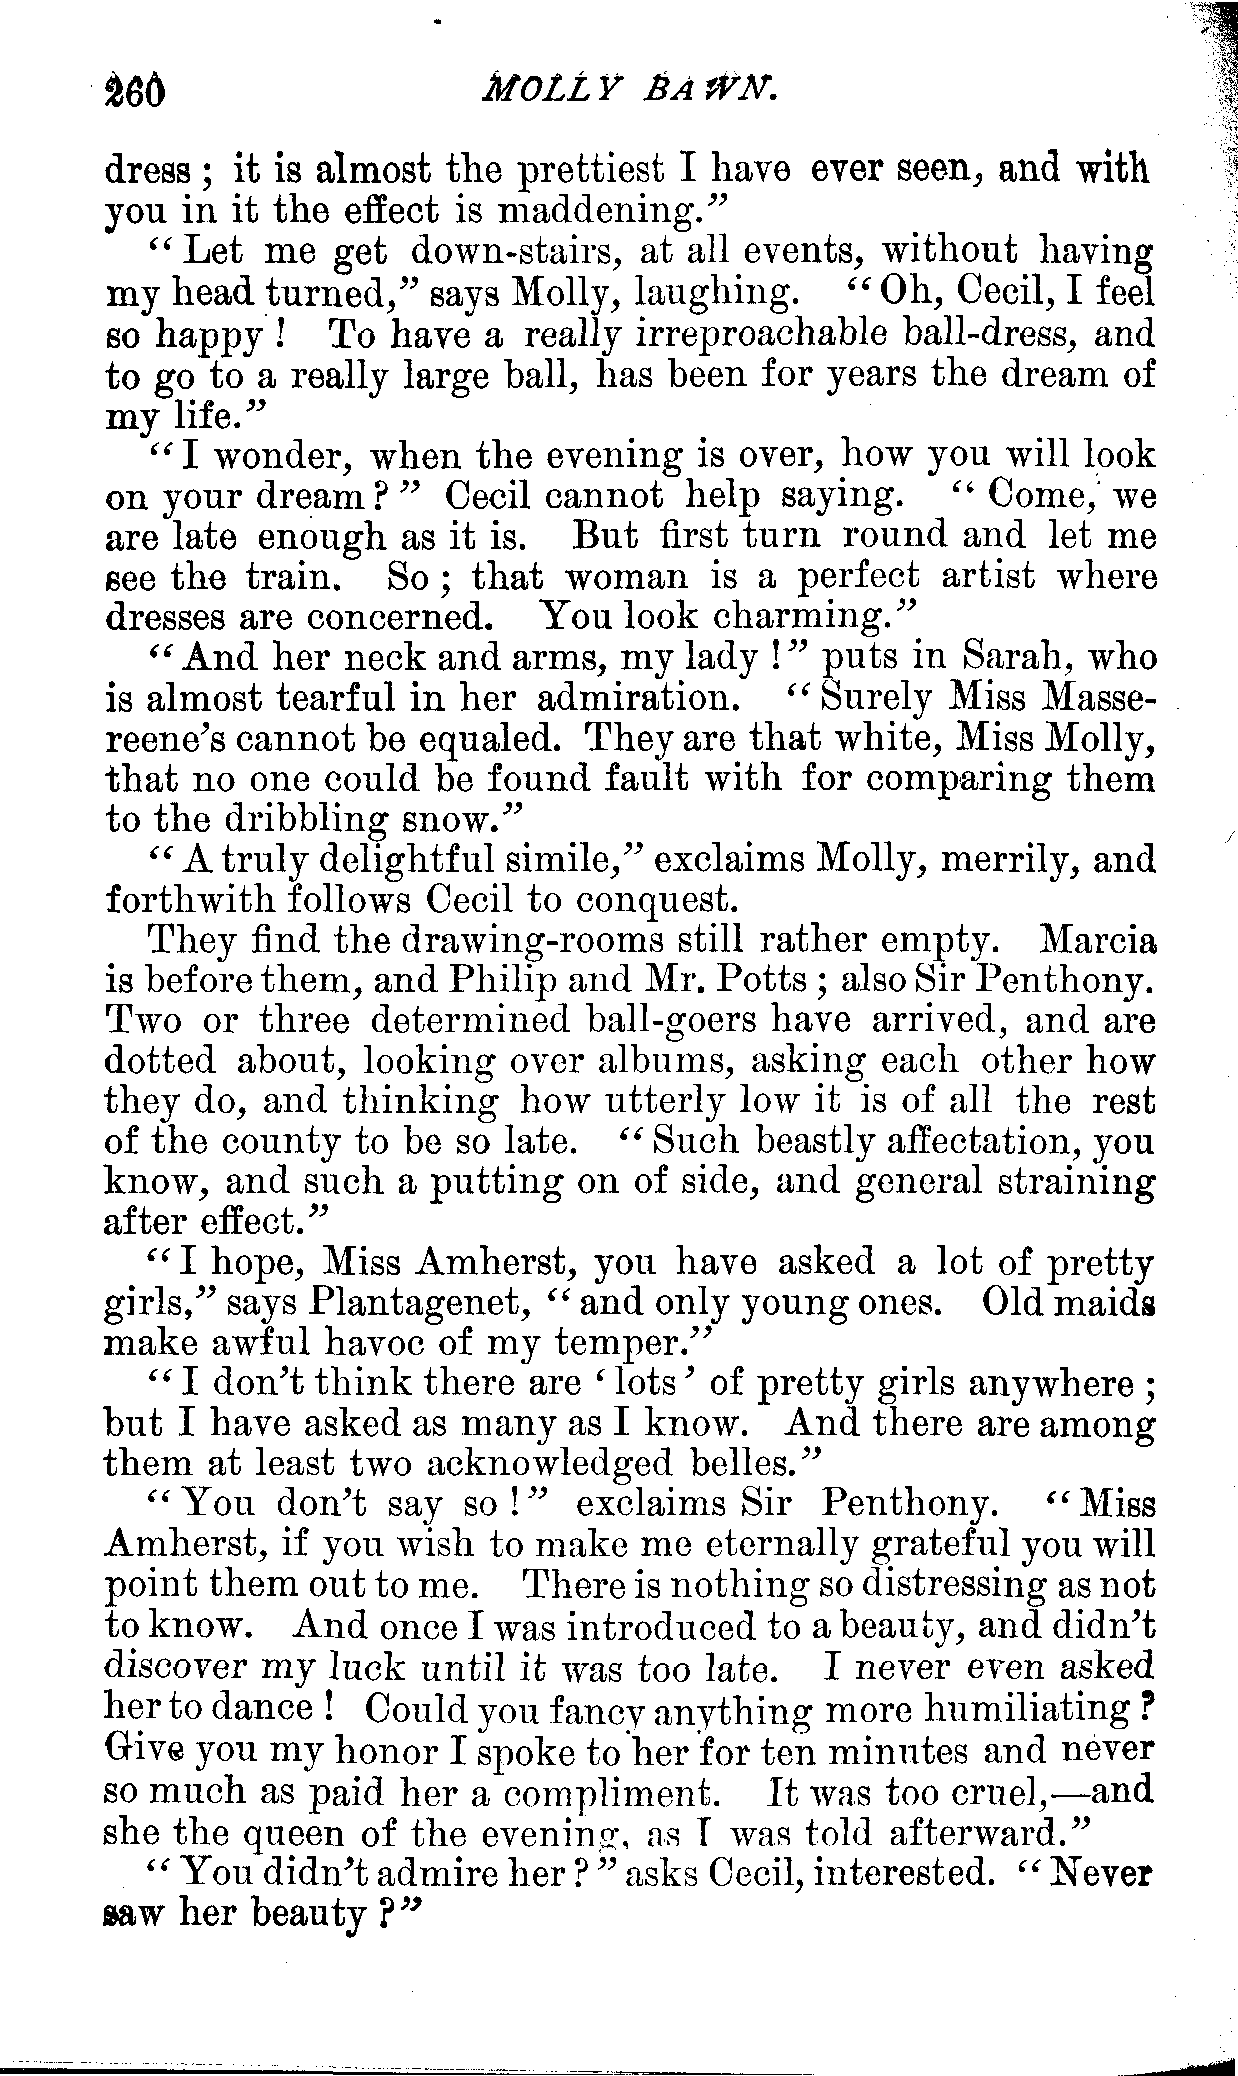 260 MOLLY BAWN.
dress ; it is almost the prettiest I have ever seen, and with
you in it the effect is maddening.”
“ Let me get down-stairs, at all events, without having
my head turned,” says Molly, laughing. “ Oh, Cecil, I feel
so happy ! To have a really irreproachable ball-dress, and
to go to a really large ball, has been for years the dream of
my life.”
“ I wonder, when the evening is over, how you will look
on your dream ? ” Cecil cannot help saying. “ Come, we
are late enough as it is. But first turn round and let me
see the train. So ; that woman is a perfect artist where
dresses are concerned. You look charming.”
“ And her neck and arms, my lady !” puts in Sarah, who
is almost tearful in her admiration. “ Surely Miss Masse-
reene’s cannot be equaled. They are that white, Miss Molly,
that no one could be found fault with for comparing them
to the dribbling snow.”
“ A truly delightful simile,” exclaims Molly, merrily, and
forthwith follows Cecil to conquest.
They find the drawing-rooms still rather empty. Marcia
is before them, and Philip and Mr. Potts ; also Sir Penthony.
Two or three determined ball-goers have arrived, and are
dotted about, looking over albums, asking each other how
they do, and thinking how utterly low it is of all the rest
of the county to be so late. “ Such beastly affectation, you
know, and such a putting on of side, and general straining
after effect.”
“ I hope, Miss Amherst, you have asked a lot of pretty
girls,” says Plantagenet, “ and only young ones. Old maids
make awful havoc of my temper.”
“ I don’t think there are ‘ lots ’ of pretty girls anywhere ;
but I have asked as many as I know. And there are among
them at least two acknowledged belles.”
“ You don’t say so !” exclaims Sir Penthony. “ Miss
Amherst, if you wish to make me eternally grateful you will
point them out to me. There is nothing so distressing as not
to know. And once I was introduced to a beauty, and didn’t
discover my luck until it was too late. I never even asked
her to dance ! Could you fancy anything more humiliating ?
Give you my honor I spoke to her for ten minutes and never
so much as paid her a compliment. It was too cruel,—and
she the queen of the evening, as I was told afterward.”
“ You didn’t admire her ? ” asks Cecil, interested. “ Never
saw her beauty ?”